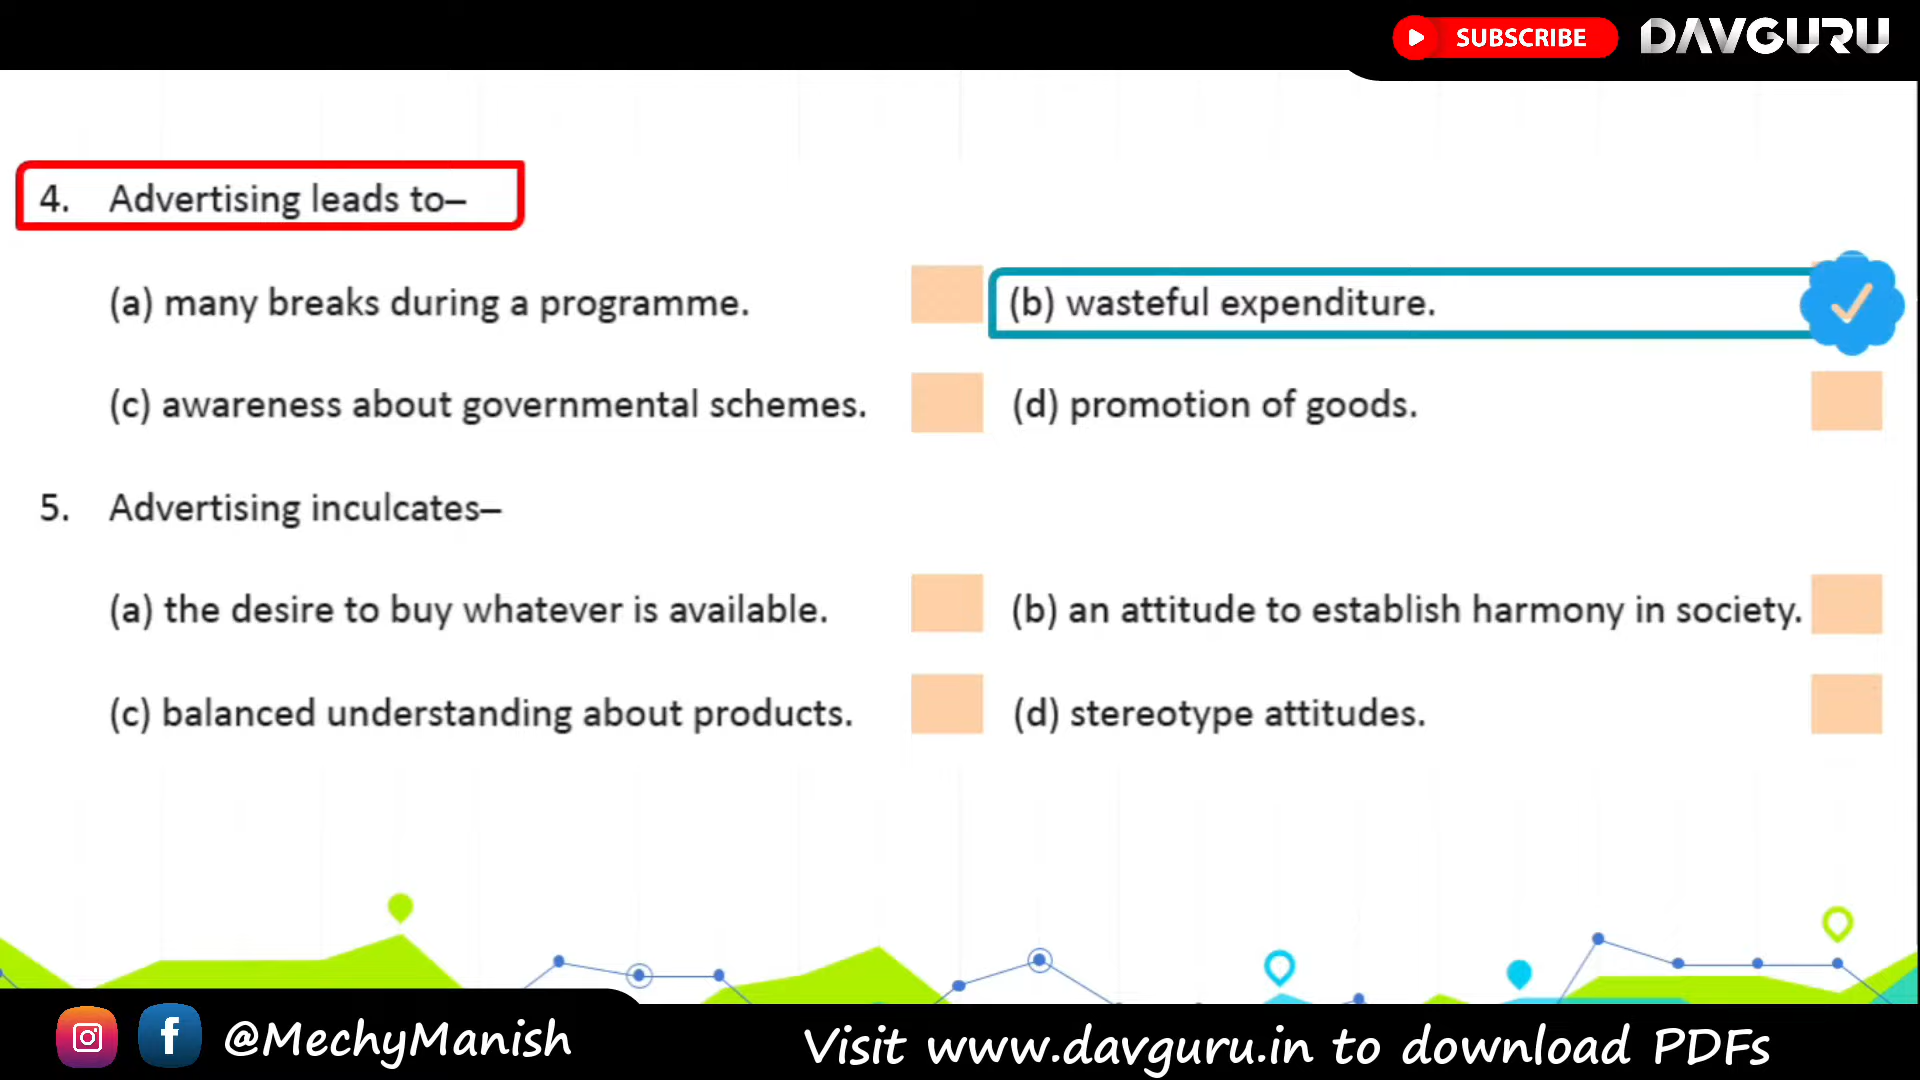 SUBSCRIBE DAVGURU
4. Advertising leads to–
(a) many breaks during a programme. (b) wasteful expenditure.
(c) awareness about governmental schemes. (d) promotion of goods.
5. Advertising inculcates–
(a) the desire to buy whatever is available. (b) an attitude to establish harmony in society.
(c) balanced understanding about products. (d) stereotype attitudes.
@MechyManish Visit www.davguru.in to download PDFs